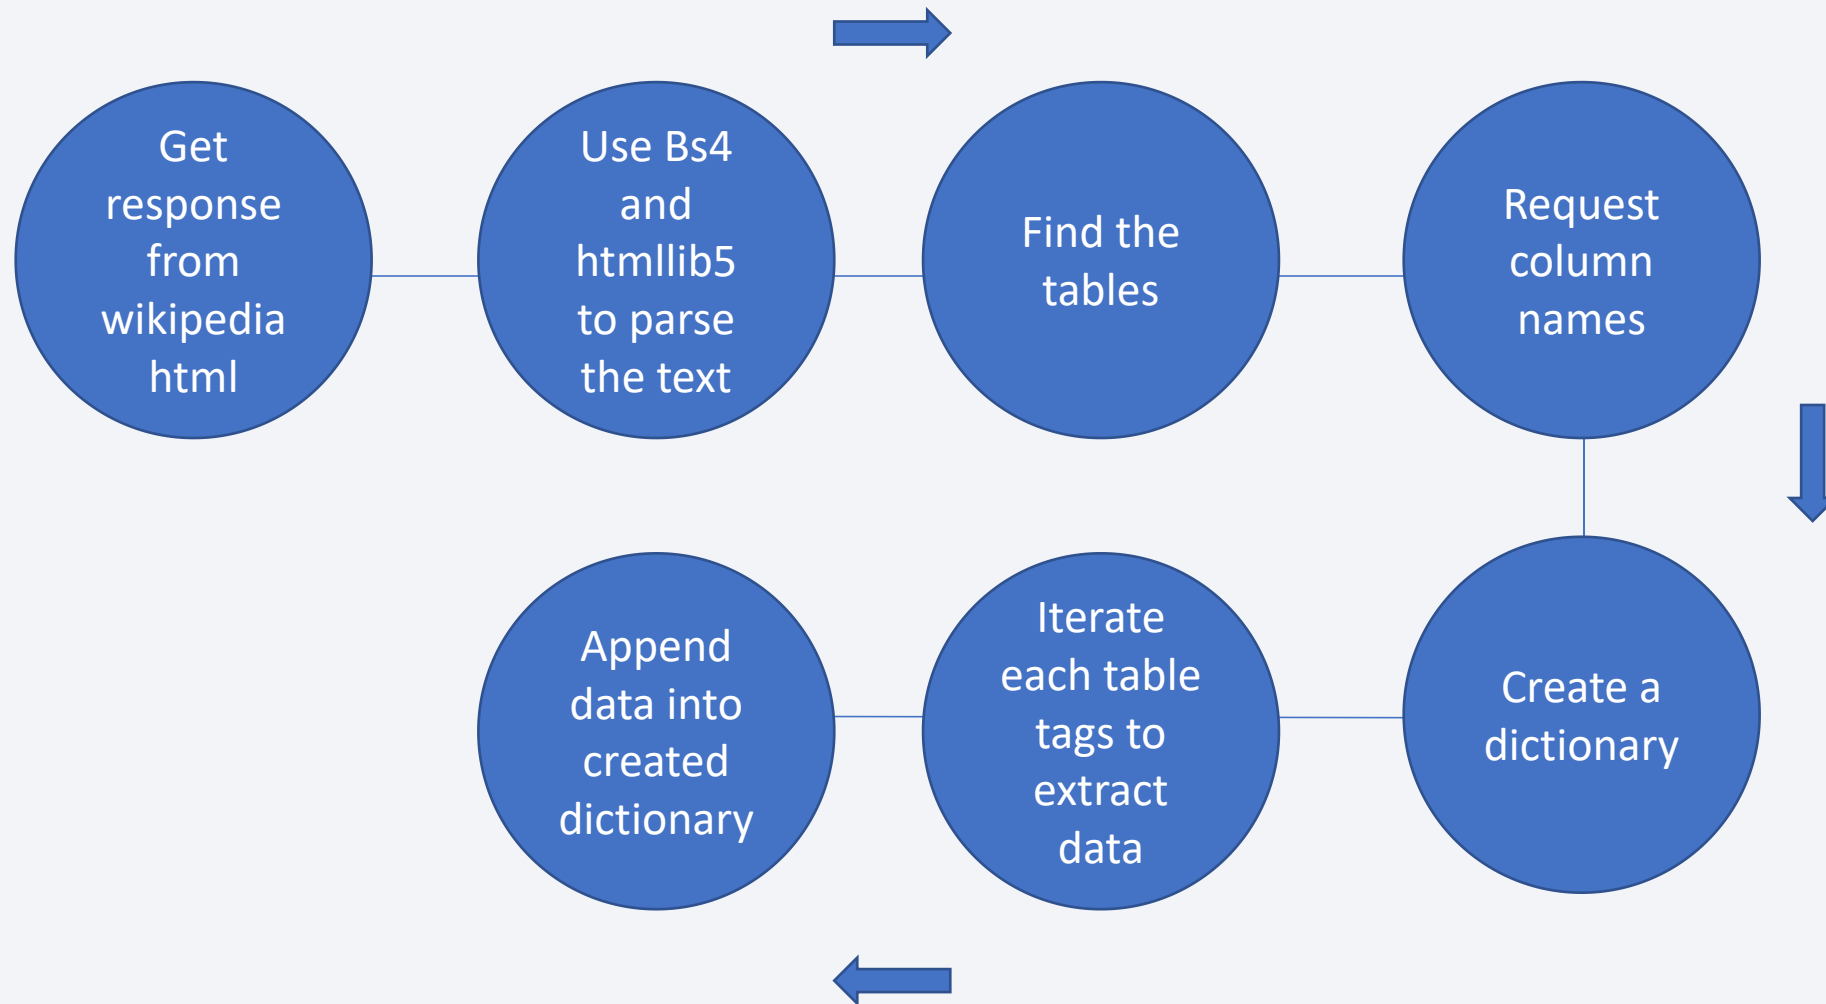 Get
response
from
wikipedia
html
Use Bs4
and
htmllib5
to parse
the text
Find the
tables
Request
column
names
Create a
dictionary
Iterate
each table
tags to
extract
data
Append
data into
created
dictionary